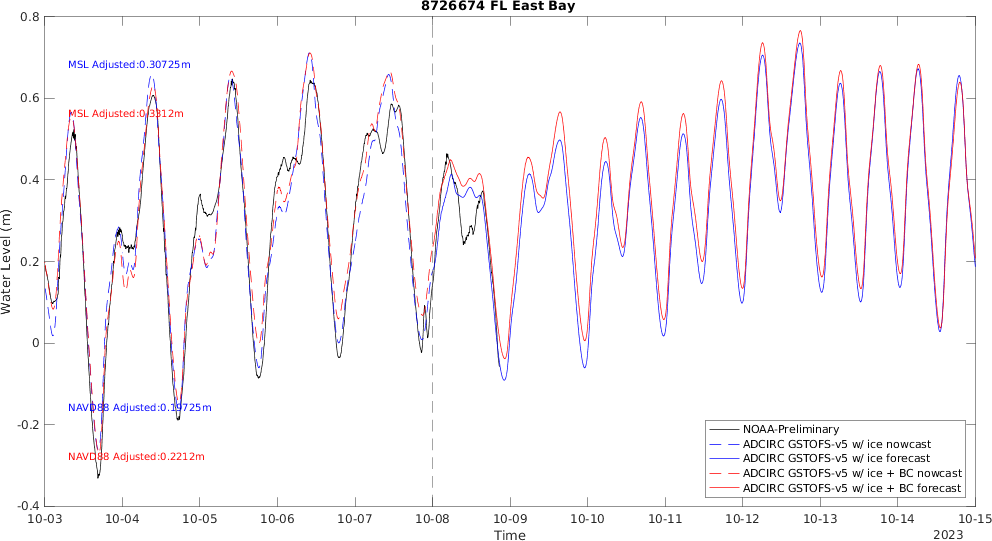 8726674 FL East Bay
0.8
0.6
0.4
0.2
0
-0.2
-0.4
Water Level (m)
MSL Adjusted:0.30725m
MSL Adjusted:0.3312m
NAVD88 Adjusted:0.19725m
NAVD88 Adjusted:0.2212m
NOAA-Preliminary
ADCIRC GSTOFS-v5 w/ ice nowcast
ADCIRC GSTOFS-v5 w/ ice forecast
ADCIRC GSTOFS-v5 w/ ice + BC nowcast
ADCIRC GSTOFS-v5 w/ ice + BC forecast
10-03 10-04 10-05 10-06 10-07 10-08 10-09 10-10 10-11 10-12 10-13 10-14 10-15
Time
2023